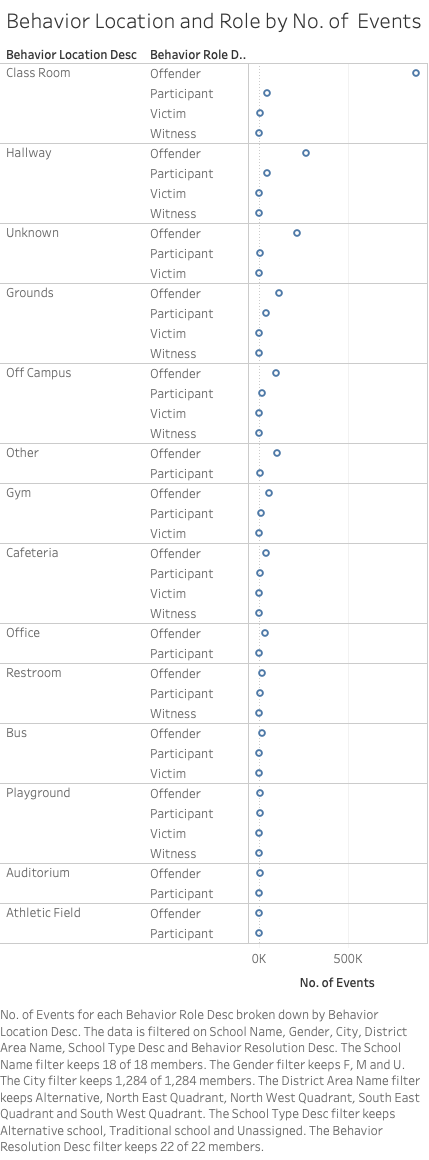 Behavior Location and Role by No. of Events
Behavior Location Desc Behavior Role D..
Class Room Offender
Participant
Victim
Witness
Hallway Offender
Participant
Victim
Witness
Unknown Offender
Participant
Victim
Grounds Offender
Participant
Victim
Witness
Off Campus Offender
Participant
Victim
Witness
Other Offender
Participant
Gym Offender
Participant
Victim
Cafeteria Offender
Participant
Victim
Witness
Office Offender
Participant
Restroom Offender
Participant
Witness
Bus Offender
Participant
Victim
Playground Offender
Participant
Victim
Witness
Auditorium Offender
Participant
Athletic Field Offender
Participant
0K 500K
No. of Events
No. of Events for each Behavior Role Desc broken down by Behavior
Location Desc. The data is filtered on School Name, Gender, City, District
Area Name, School Type Desc and Behavior Resolution Desc. The School
Name filter keeps 18 of 18 members. The Gender filter keeps F, M and U.
The City filter keeps 1,284 of 1,284 members. The District Area Name filter
keeps Alternative, North East Quadrant, North West Quadrant, South East
Quadrant and South West Quadrant. The School Type Desc filter keeps
Alternative school, Traditional school and Unassigned. The Behavior
Resolution Desc filter keeps 22 of 22 members.